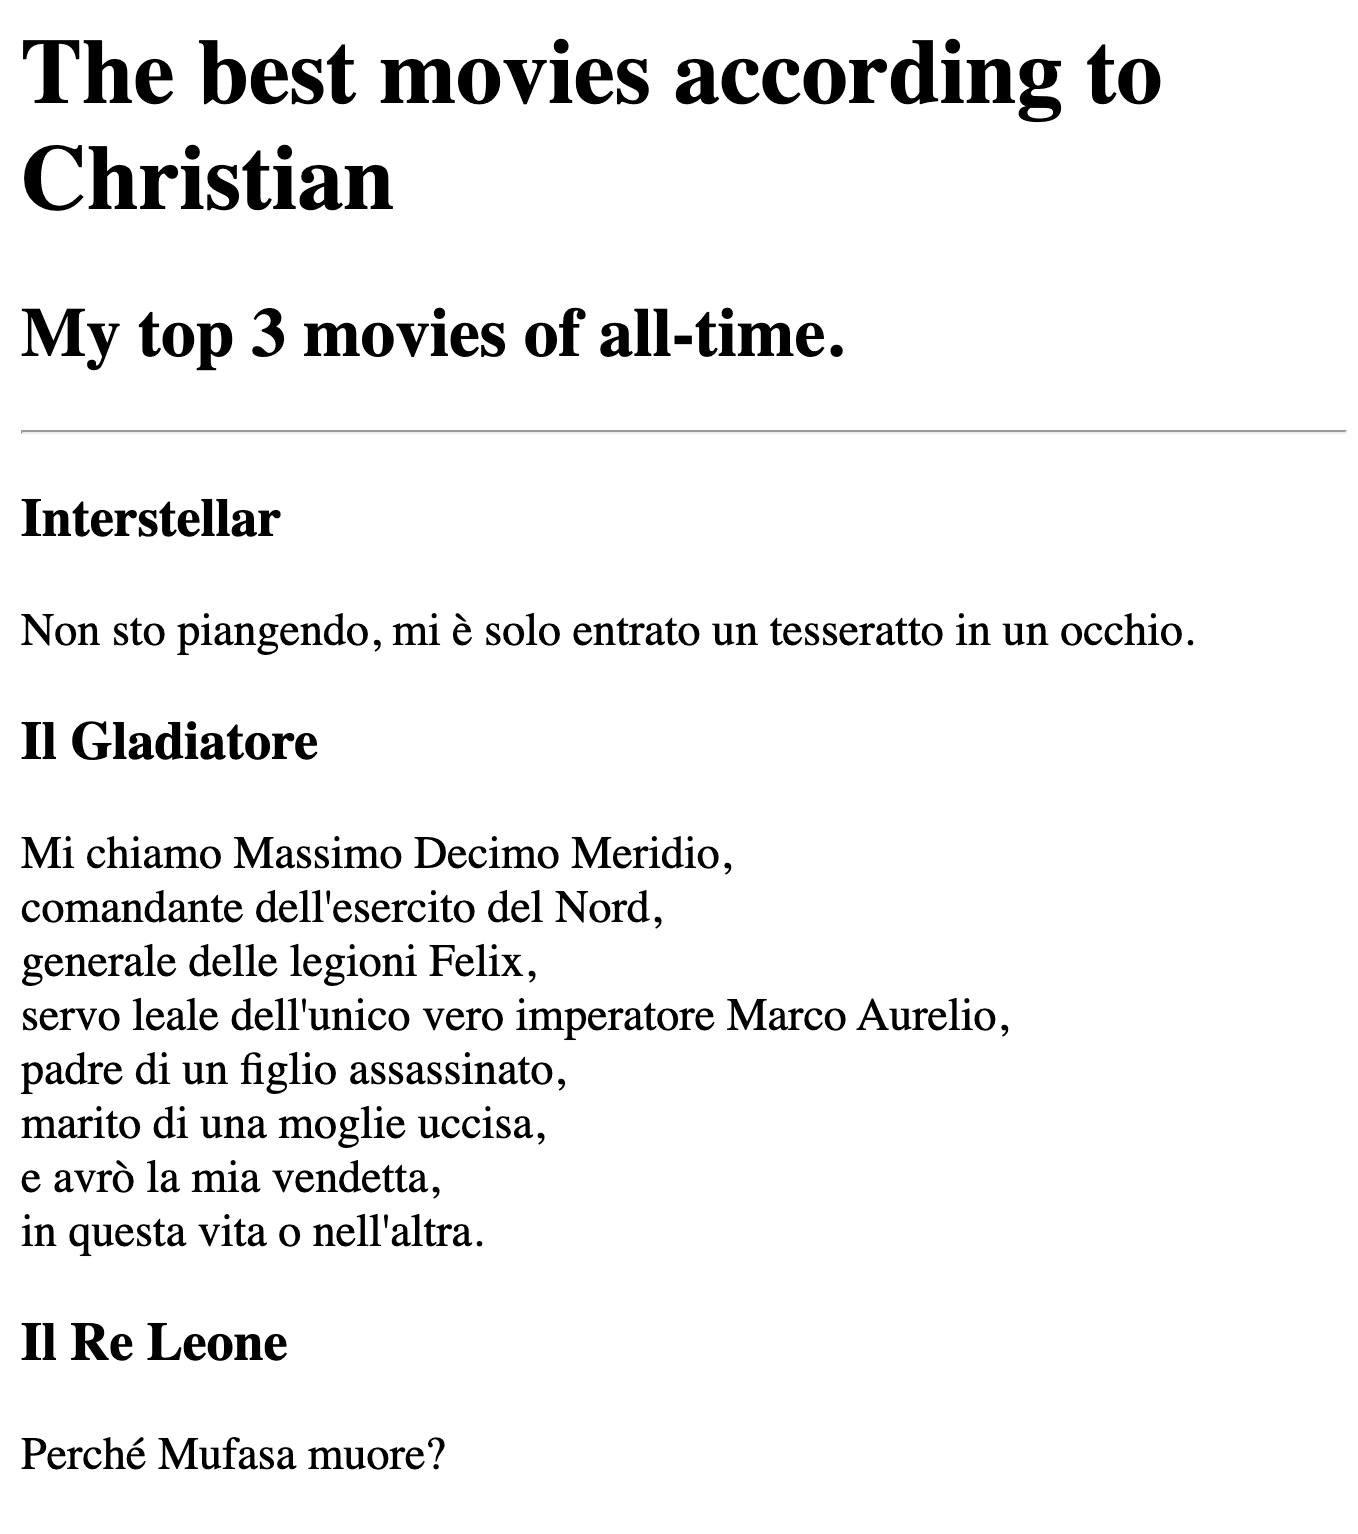 The best movies according to
Christian
My top 3 movies of all-time.
Interstellar
Non sto piangendo, mi è solo entrato un tesseratto in un occhio.
Il Gladiatore
Mi chiamo Massimo Decimo Meridio,
comandante dell'esercito del Nord,
generale delle legioni Felix,
servo leale dell'unico vero imperatore Marco Aurelio,
padre di un figlio assassinato,
marito di una moglie uccisa,
e avrò la mia vendetta,
in questa vita o nell'altra.
Il Re Leone
Perché Mufasa muore?